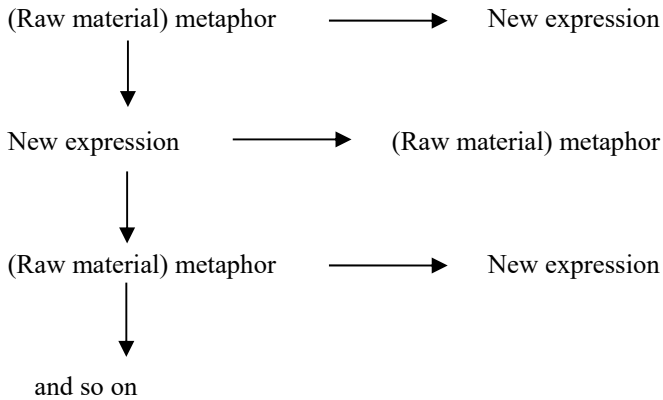 (Raw material) metaphor New expression
New expression (Raw material) metaphor
(Raw material) metaphor New expression
and so on